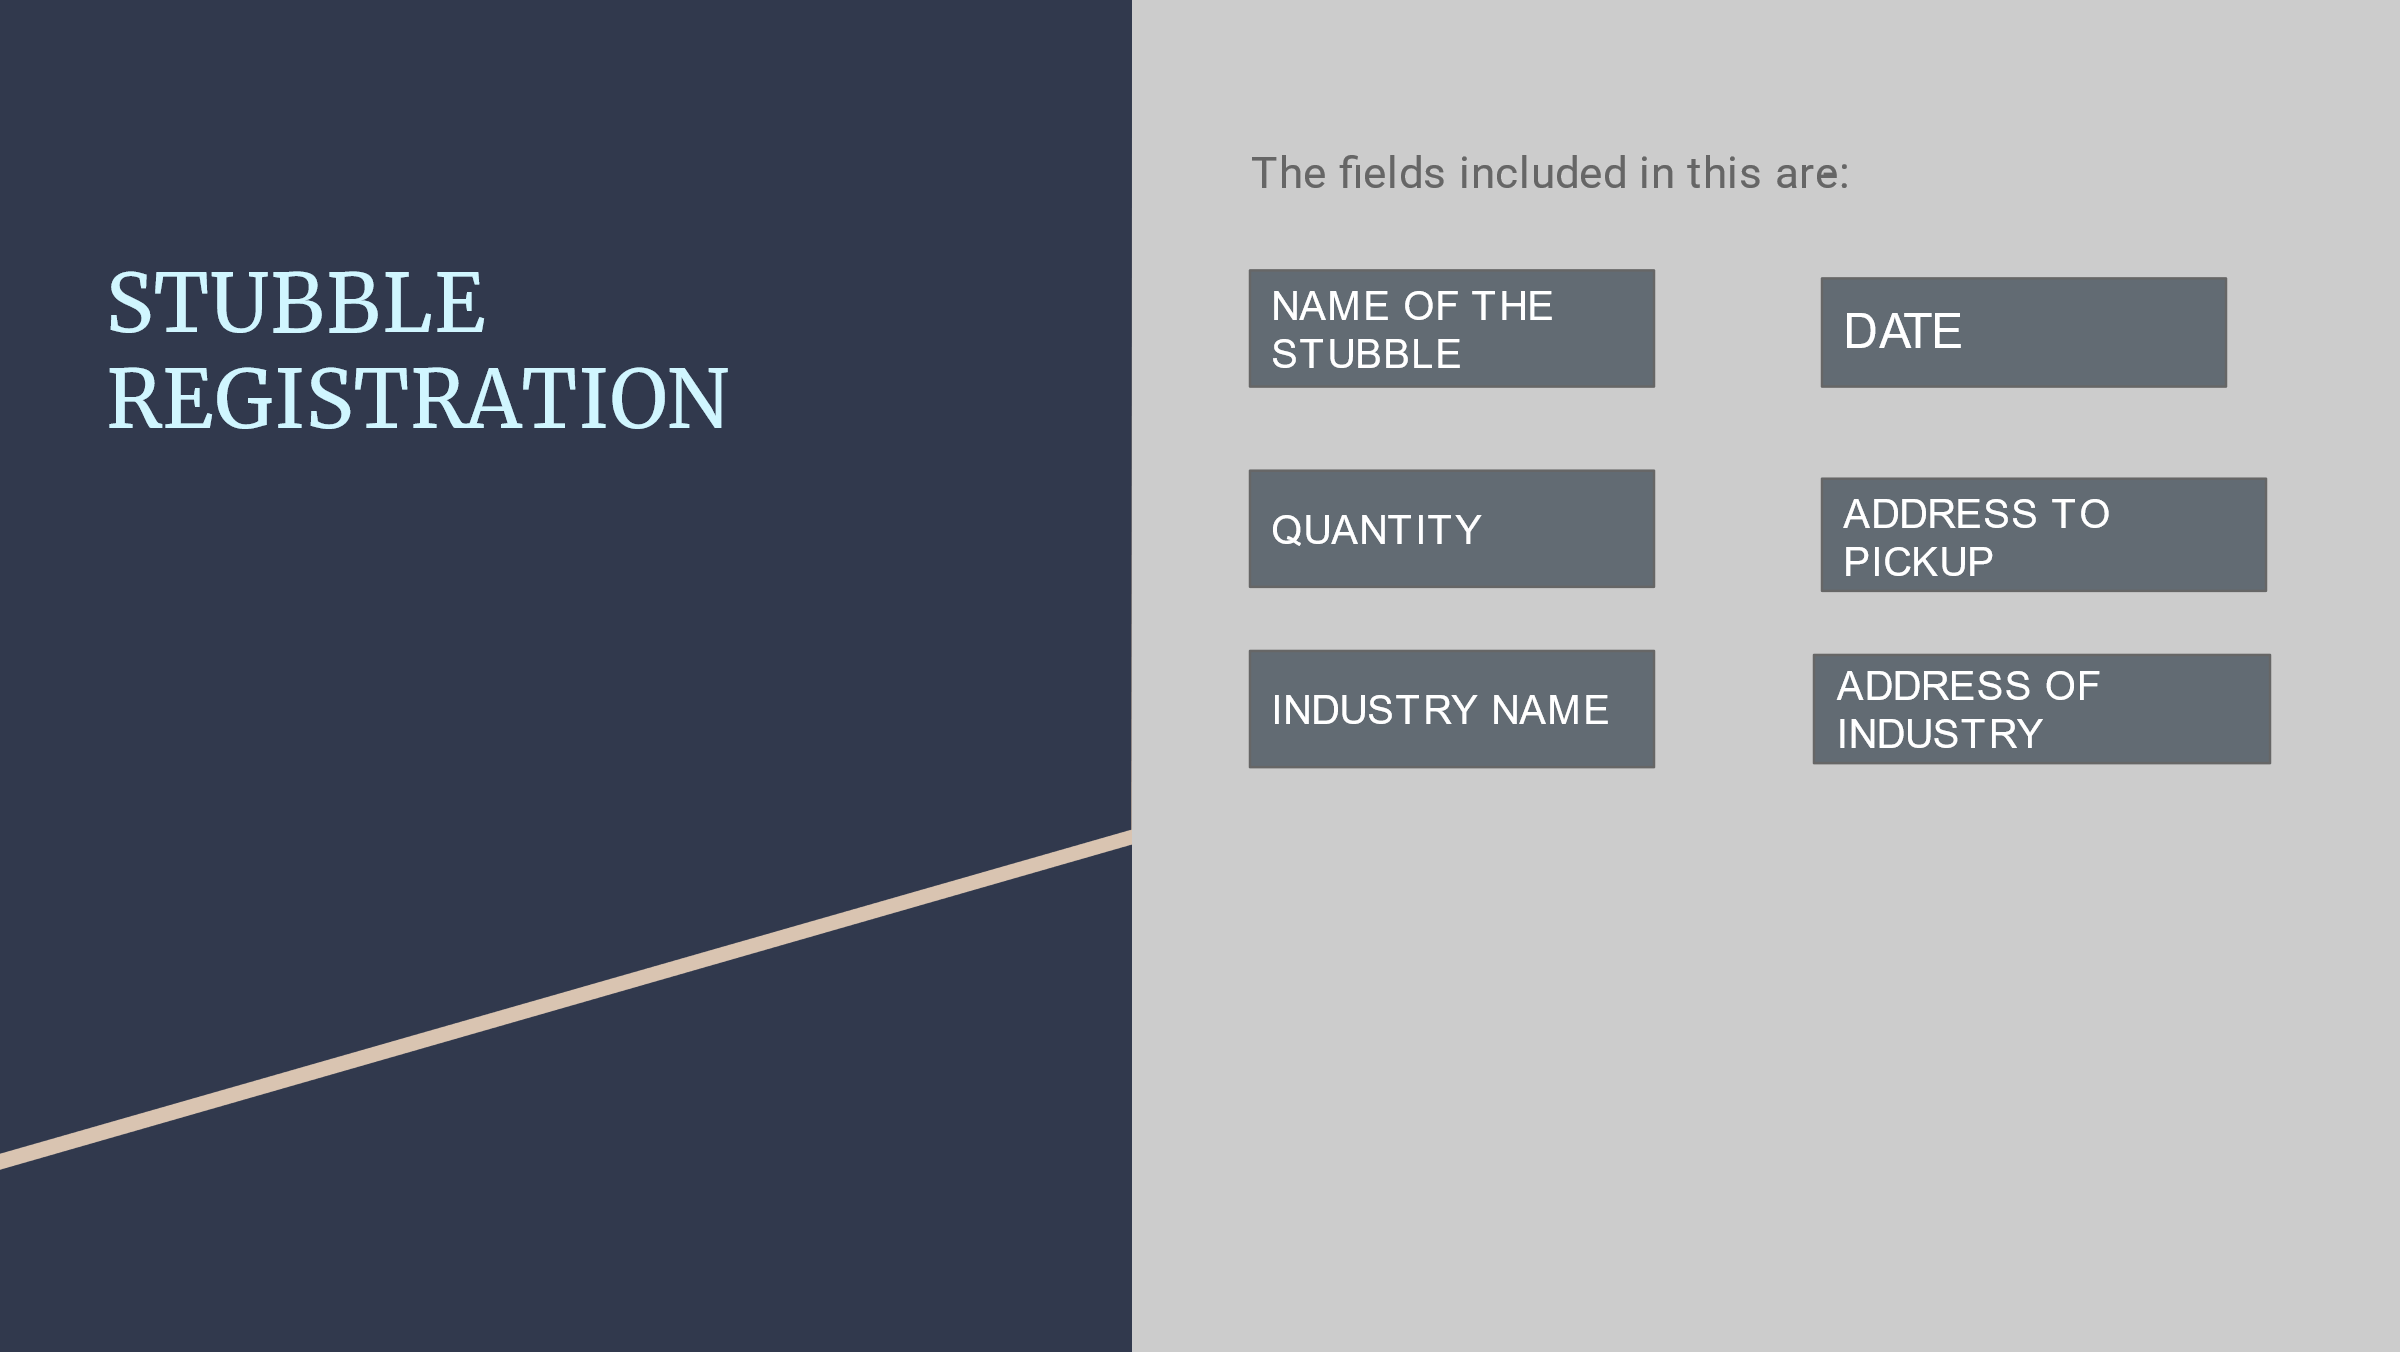 STUBBLE
REGISTRATION
The fields included in this are:
NAME OF THE
STUBBLE
DATE
QUANTITY
ADDRESS TO
PICKUP
INDUSTRY NAME
ADDRESS OF
INDUSTRY